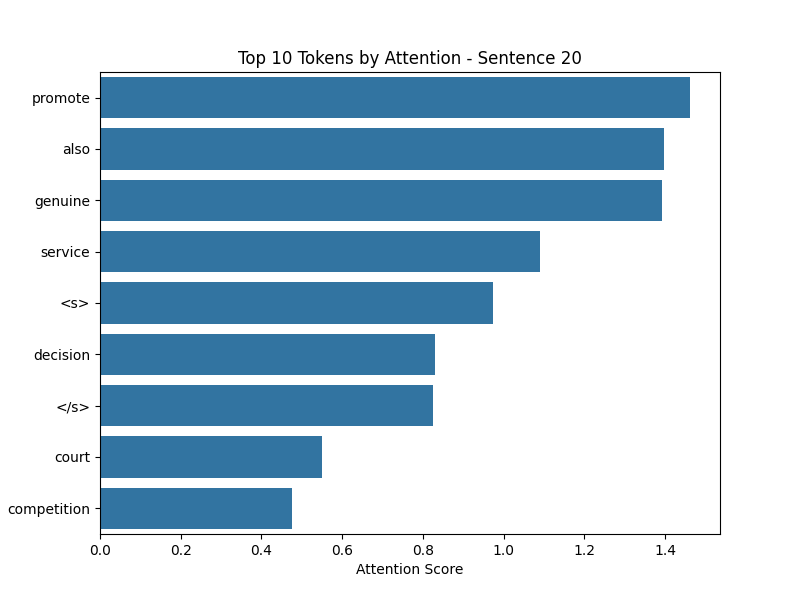 Top 10 Tokens by Attention - Sentence 20
promote
also
genuine
service
<s>
decision
</s>
court
competition
0.0 0.2 0.4 0.6 0.8 1.0 1.2 1.4
Attention Score